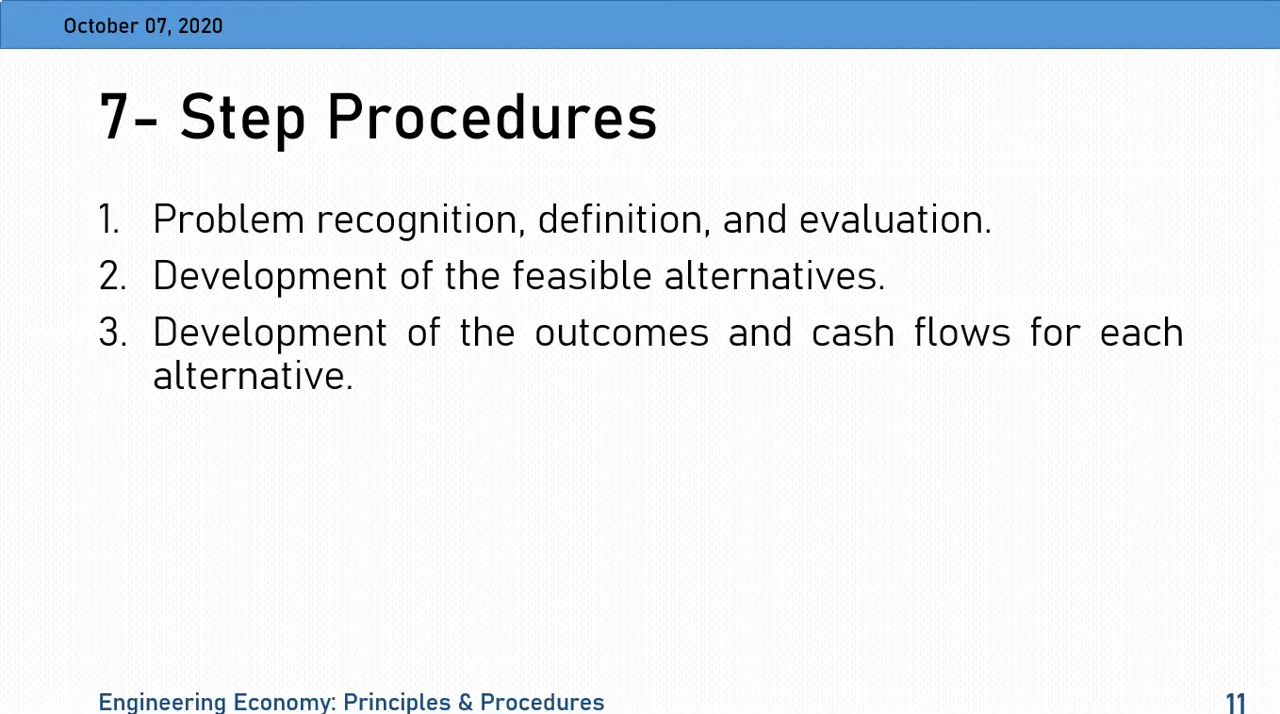 October 07, 2020
7- Step Procedures
1. Problem recognition, definition, and evaluation.
2. Development of the feasible alternatives.
3. Development of the outcomes and cash flows for each
alternative.
Engineering Economy: Principles & Procedures
11